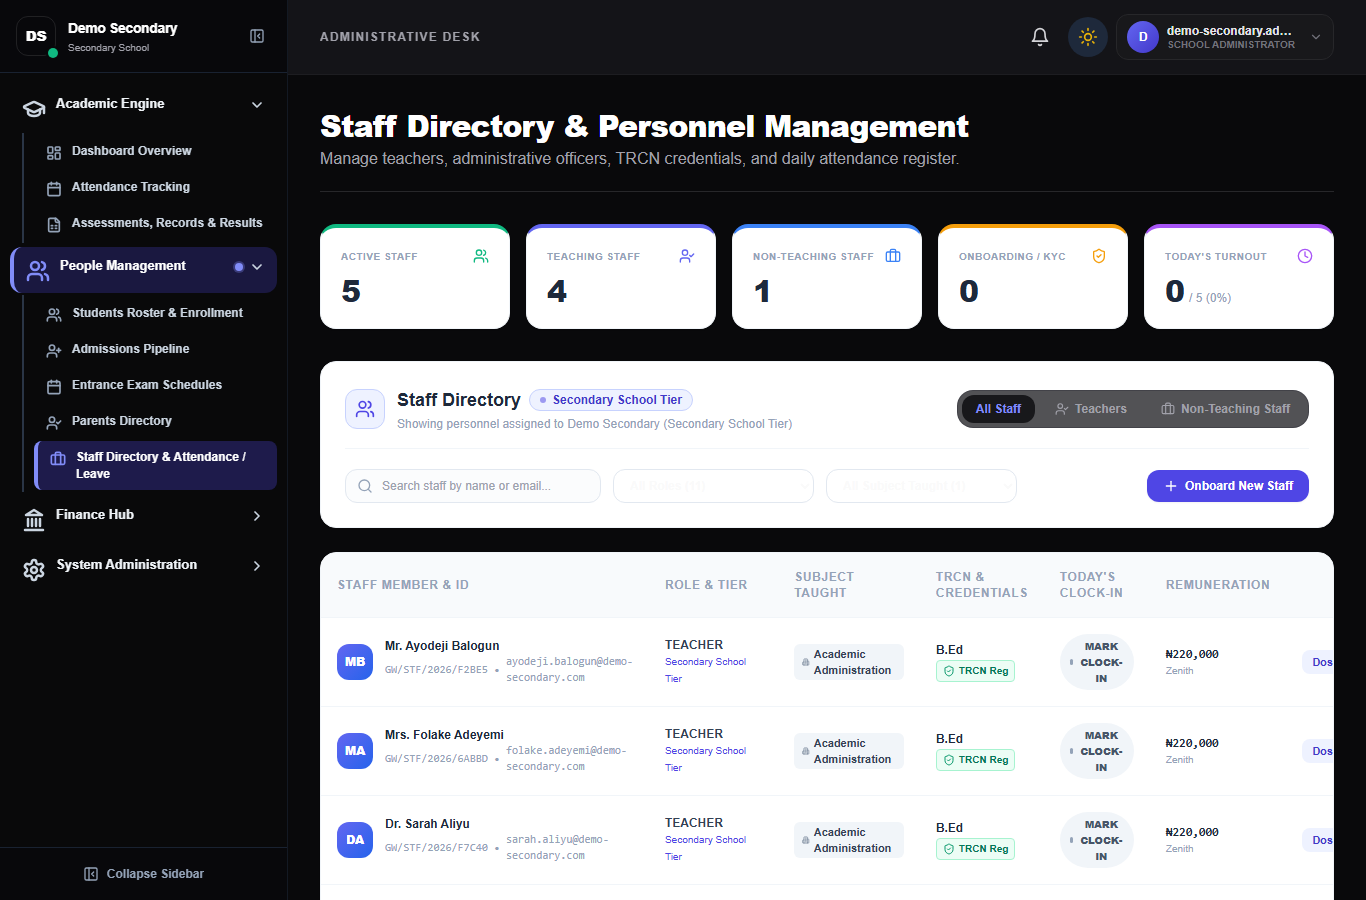 DS
Demo Secondary
Secondary School
Academic Engine
Dashboard Overview
Attendance Tracking
Assessments, Records & Results
People Management
Students Roster & Enrollment
Admissions Pipeline
Entrance Exam Schedules
Parents Directory
Staff Directory & Attendance /
Leave
Finance Hub
System Administration
Collapse Sidebar
ADMINISTRATIVE DESK
D
demo-secondary.ad...
SCHOOL ADMINISTRATOR
Staff Directory & Personnel Management
Manage teachers, administrative officers, TRCN credentials, and daily attendance register.
ACTIVE STAFF
5
TEACHING STAFF
4
NON-TEACHING STAFF
1
ONBOARDING / KYC
0
TODAY'S TURNOUT
0 / 5 (0%)
Staff Directory
Secondary School Tier
Showing personnel assigned to Demo Secondary (Secondary School Tier)
All Staff
Teachers
Non-Teaching Staff
Search staff by name or email...
All Roles (11)
All Subject Taught (1)
Onboard New Staff
STAFF MEMBER & ID
ROLE & TIER
SUBJECT
TAUGHT
TRCN &
CREDENTIALS
TODAY'S
CLOCK-IN
REMUNERATION
MB
Mr. Ayodeji Balogun
GW/STF/2026/F2BE5 •
ayodeji.balogun@demo-
secondary.com
TEACHER
Secondary School
Tier
Academic
Administration
B.Ed
TRCN Reg
MARK
CLOCK-
IN
₦220,000
Zenith
Dos
MA
Mrs. Folake Adeyemi
GW/STF/2026/6ABBD •
folake.adeyemi@demo-
secondary.com
TEACHER
Secondary School
Tier
Academic
Administration
B.Ed
TRCN Reg
MARK
CLOCK-
IN
₦220,000
Zenith
Dos
DA
Dr. Sarah Aliyu
GW/STF/2026/F7C40 •
sarah.aliyu@demo-
secondary.com
TEACHER
Secondary School
Tier
Academic
Administration
B.Ed
TRCN Reg
MARK
CLOCK-
IN
₦220,000
Zenith
Dos